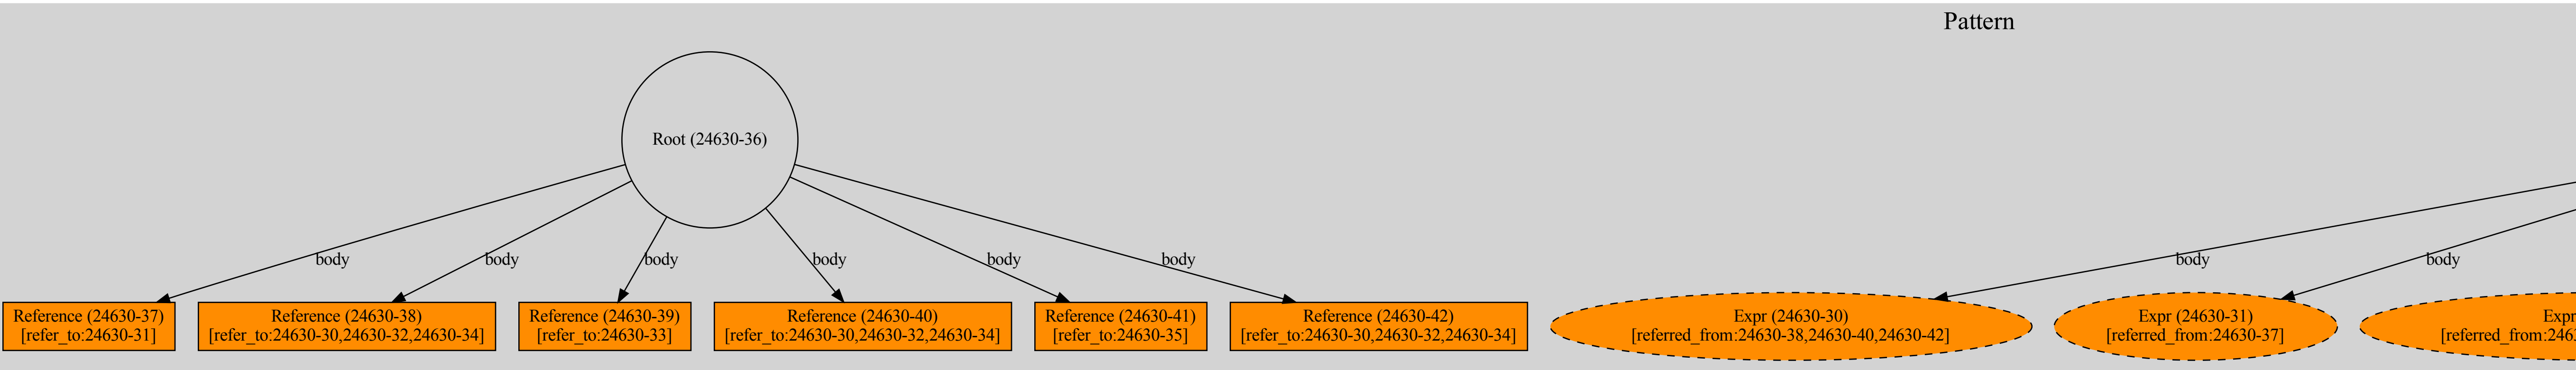 Pattern
Root (24630-36)
body
body
body
body
body
body
body
body
Reference (24630-37)
[refer_to:24630-31]
Reference (24630-38)
[refer_to:24630-30,24630-32,24630-34]
Reference (24630-39)
[refer_to:24630-33]
Reference (24630-40)
[refer_to:24630-30,24630-32,24630-34]
Reference (24630-41)
[refer_to:24630-35]
Reference (24630-42)
[refer_to:24630-30,24630-32,24630-34]
Expr (24630-30)
[referred_from:24630-38,24630-40,24630-42]
Expr (24630-31)
[referred_from:24630-37]
Expr
[referred_from:2463